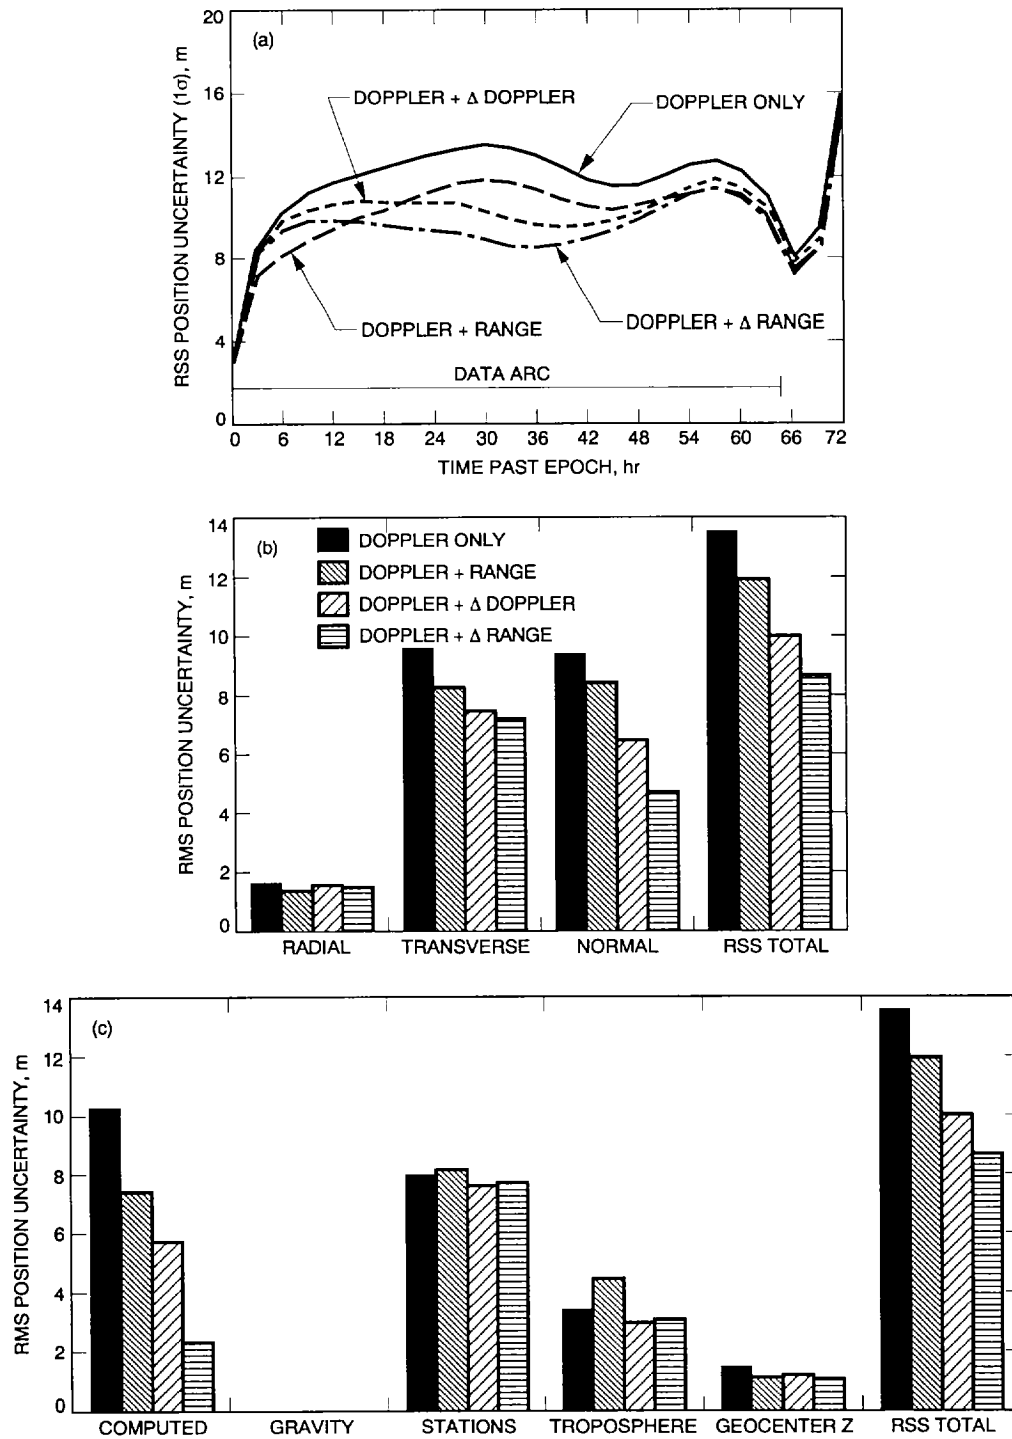 (a)
RSS POSITION UNCERTAINTY (1σ), m
20
16
12
8
4
0
DOPPLER + Δ DOPPLER
DOPPLER ONLY
DOPPLER + RANGE
DOPPLER + Δ RANGE
DATA ARC
0 6 12 18 24 30 36 42 48 54 60 66 72
TIME PAST EPOCH, hr
(b)
RMS POSITION UNCERTAINTY, m
14
12
10
8
6
4
2
0
DOPPLER ONLY
DOPPLER + RANGE
DOPPLER + Δ DOPPLER
DOPPLER + Δ RANGE
RADIAL TRANSVERSE NORMAL RSS TOTAL
(c)
RMS POSITION UNCERTAINTY, m
14
12
10
8
6
4
2
0
COMPUTED GRAVITY STATIONS TROPOSPHERE GEOCENTER Z RSS TOTAL